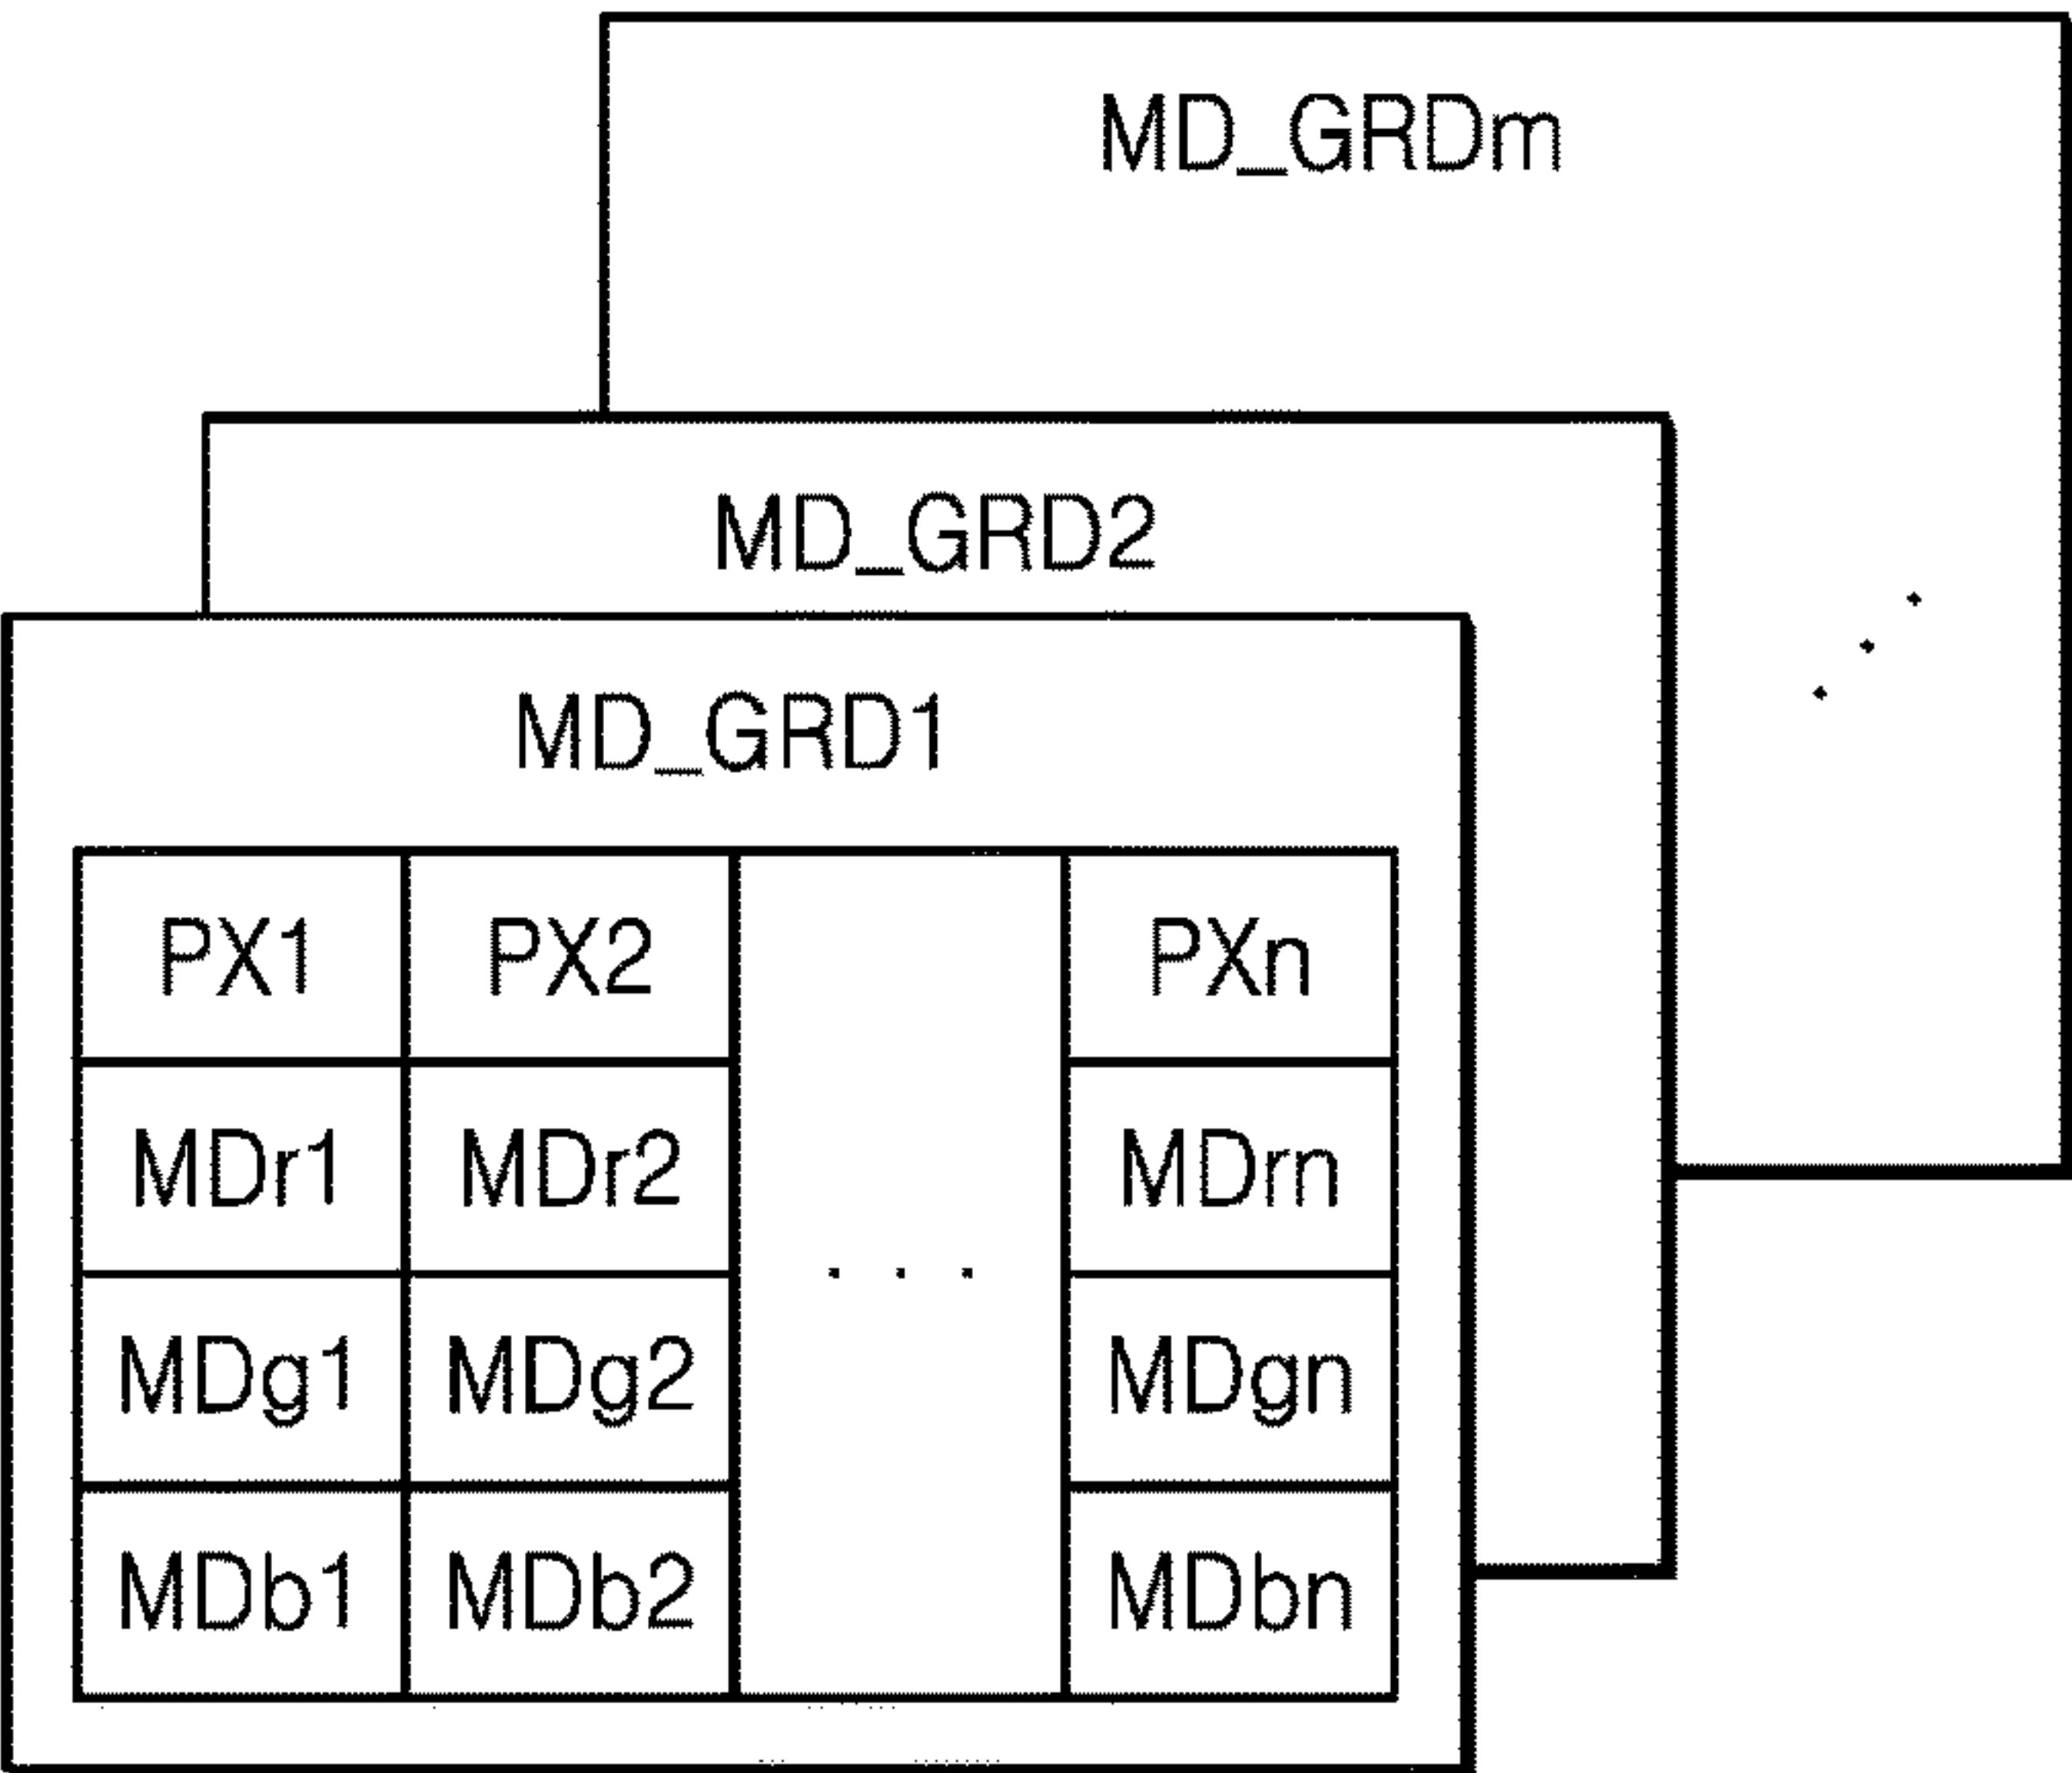 MD_GRDm
MD_GRD2
MD_GRD1
PX1 PX2 PXn
MDr1 MDr2 . . . MDrn
MDg1 MDg2 MDgn
MDb1 MDb2 MDbn